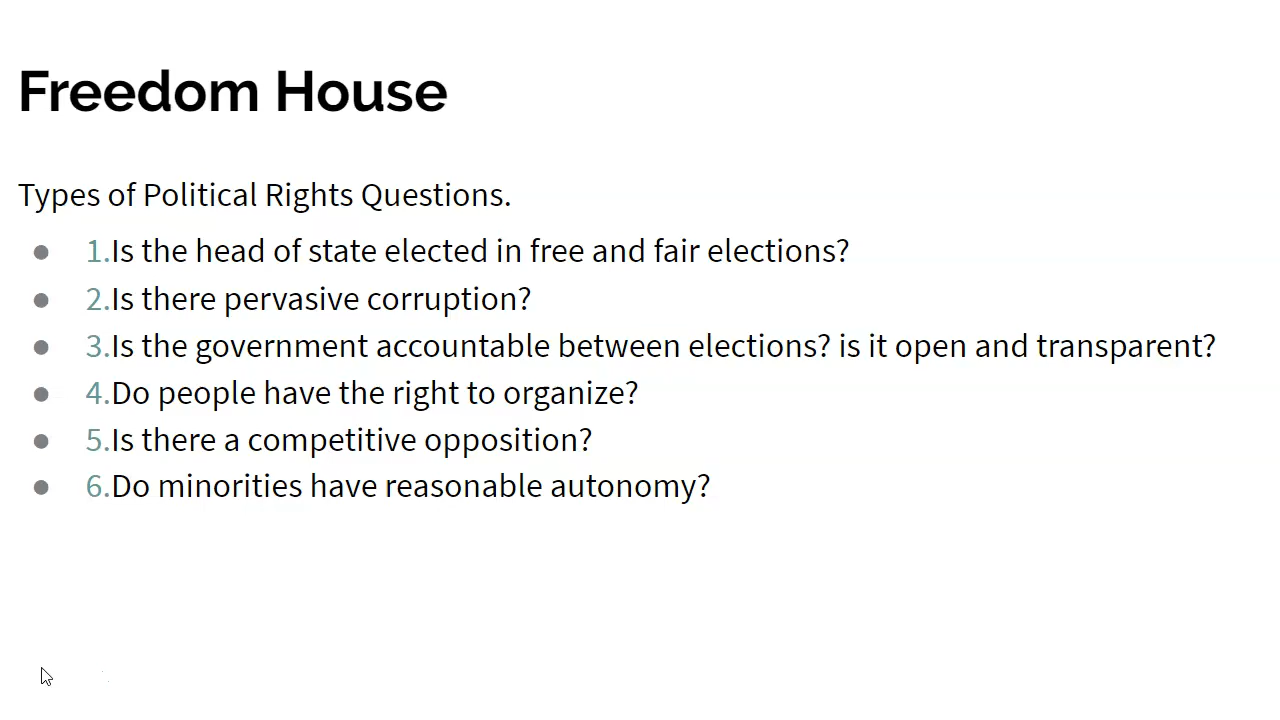 Freedom House
Types of Political Rights Questions.
● 1.Is the head of state elected in free and fair elections?
● 2.Is there pervasive corruption?
● 3.Is the government accountable between elections? is it open and transparent?
● 4.Do people have the right to organize?
● 5.Is there a competitive opposition?
● 6.Do minorities have reasonable autonomy?